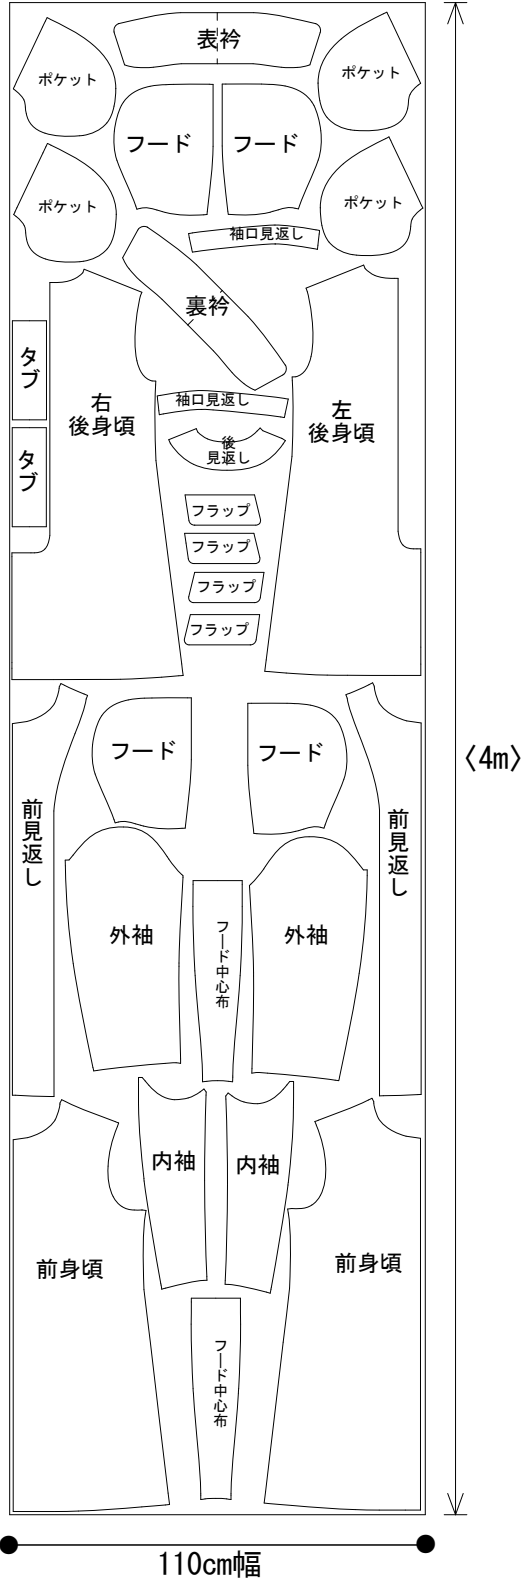 表衿
ポケット
ポケット
フード
フード
ポケット
ポケット
袖口見返し
裏衿
タブ
右
後身頃
袖口見返し
左
後身頃
後
見返し
タブ
フラップ
フラップ
フラップ
フラップ
フード
フード
〈4m〉
前見返し
前見返し
外袖
外袖
フード中心布
内袖
内袖
前身頃
前身頃
フード中心布
110cm幅